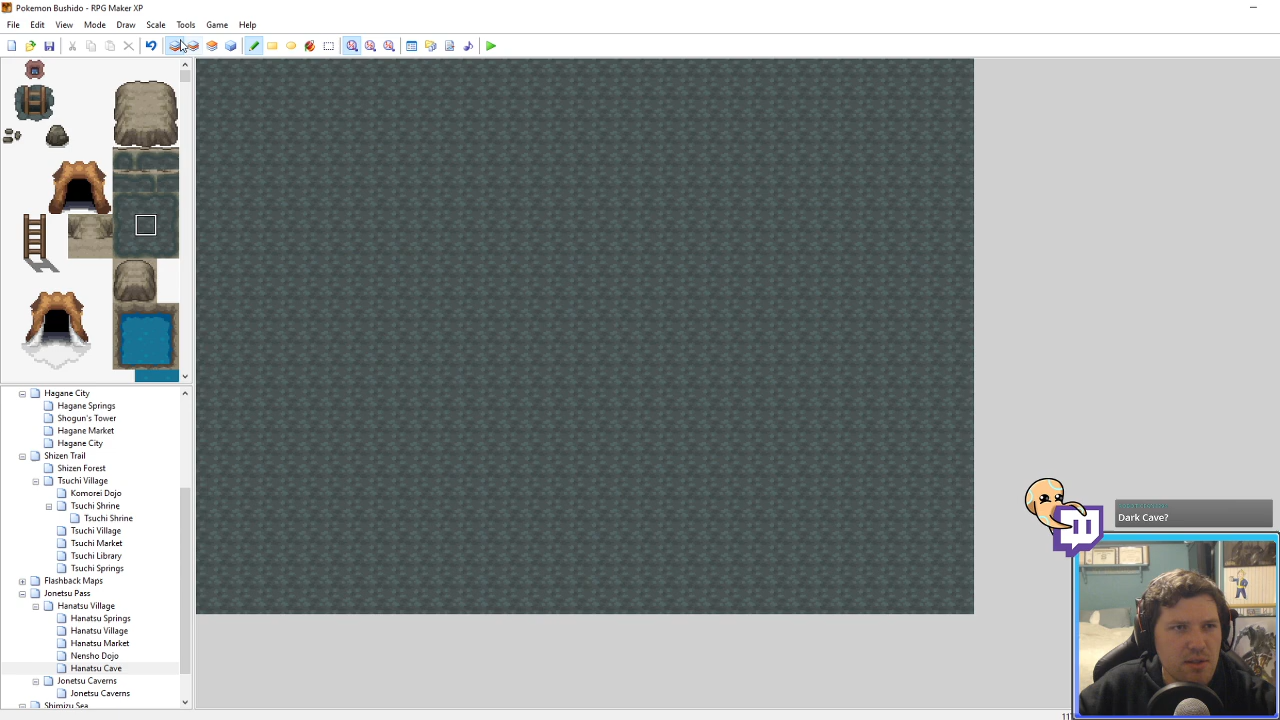 Pokemon Bushido - RPG Maker XP
File Edit View Mode Draw Scale Tools Game Help
Hagane City
Hagane Springs
Shogun's Tower
Hagane Market
Hagane City
Shizen Trail
Shizen Forest
Tsuchi Village
Komorei Dojo
Tsuchi Shrine
Tsuchi Shrine
Tsuchi Village
Tsuchi Market
Tsuchi Library
Tsuchi Springs
Flashback Maps
Jonetsu Pass
Hanatsu Village
Hanatsu Springs
Hanatsu Village
Hanatsu Market
Nensho Dojo
Hanatsu Cave
Jonetsu Caverns
Jonetsu Caverns
Shimizu Sea
Dark Cave?